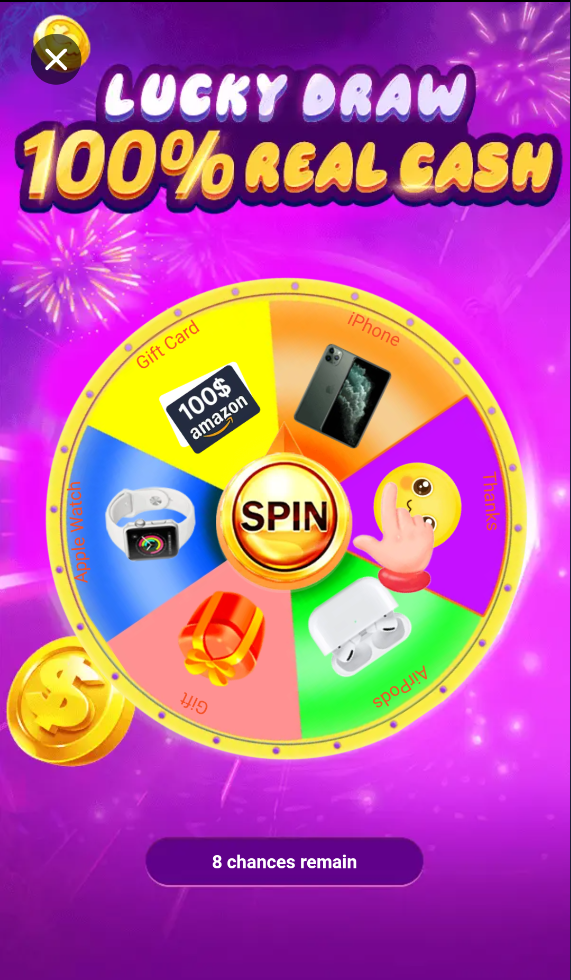 LUCKY DRAW
100% REAL CASH
Gift Card
iPhone
100$
amazon
Thanks
SPIN
Apple Watch
AirPods
Gift
8 chances remain